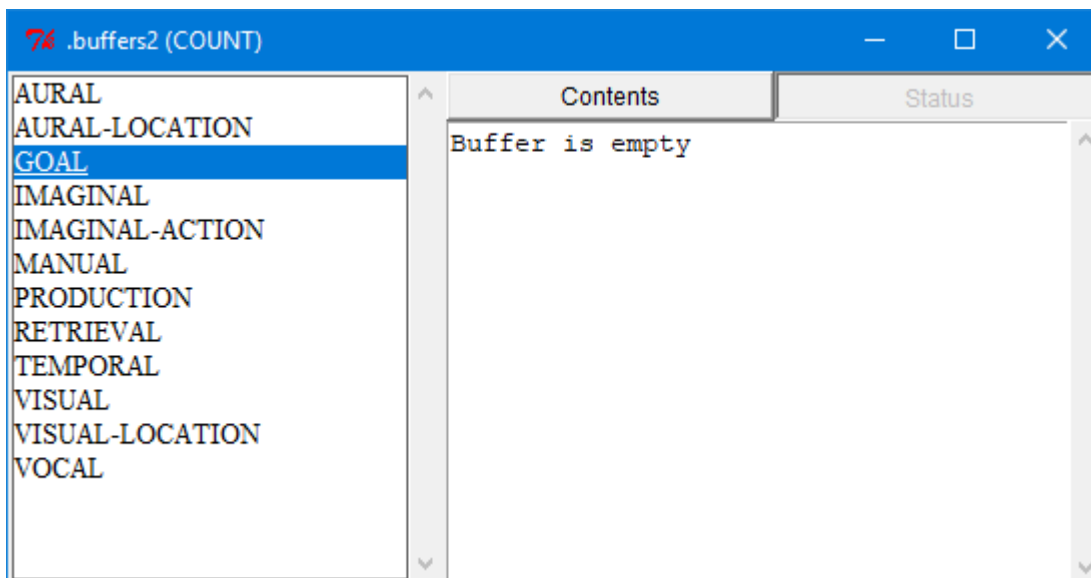 .buffers2 (COUNT)
Contents
Status
AURAL
AURAL-LOCATION
GOAL
IMAGINAL
IMAGINAL-ACTION
MANUAL
PRODUCTION
RETRIEVAL
TEMPORAL
VISUAL
VISUAL-LOCATION
VOCAL
Buffer is empty